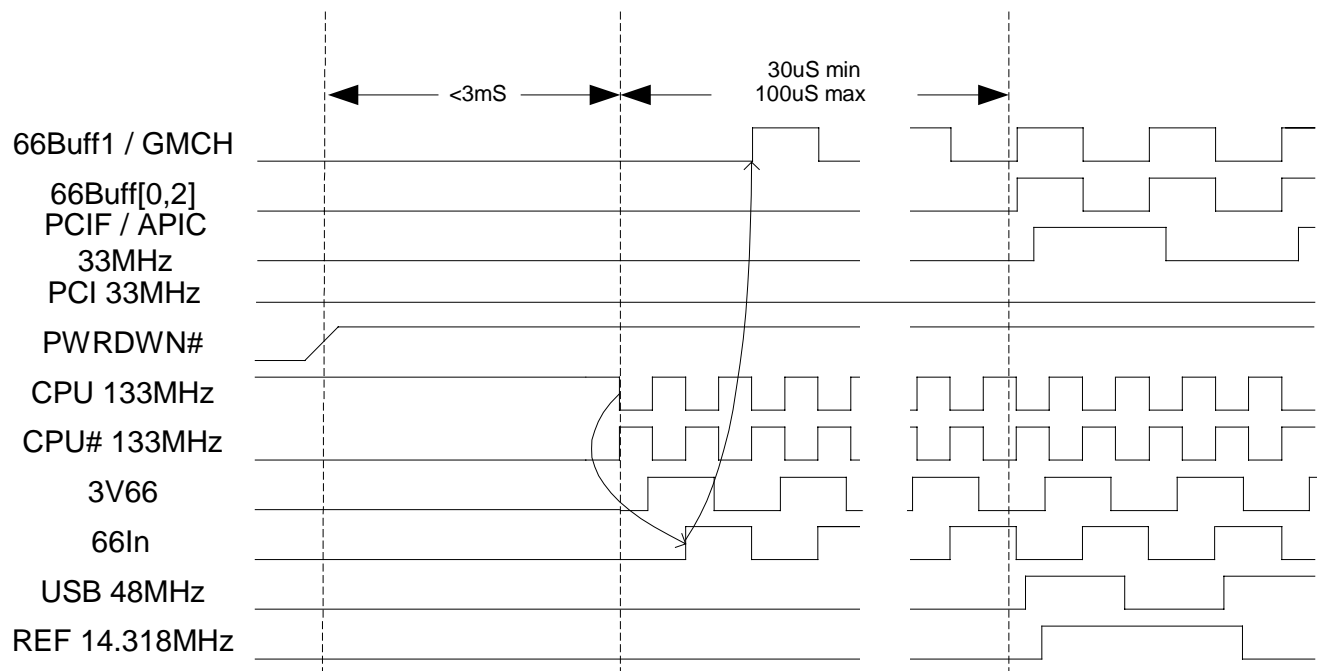 30uS min
<3mS
100uS max
66Buff1 / GMCH
66Buff[0,2]
PCIF / APIC
33MHz
PCI 33MHz
PWRDWN#
CPU 133MHz
CPU# 133MHz
3V66
66In
USB 48MHz
REF 14.318MHz